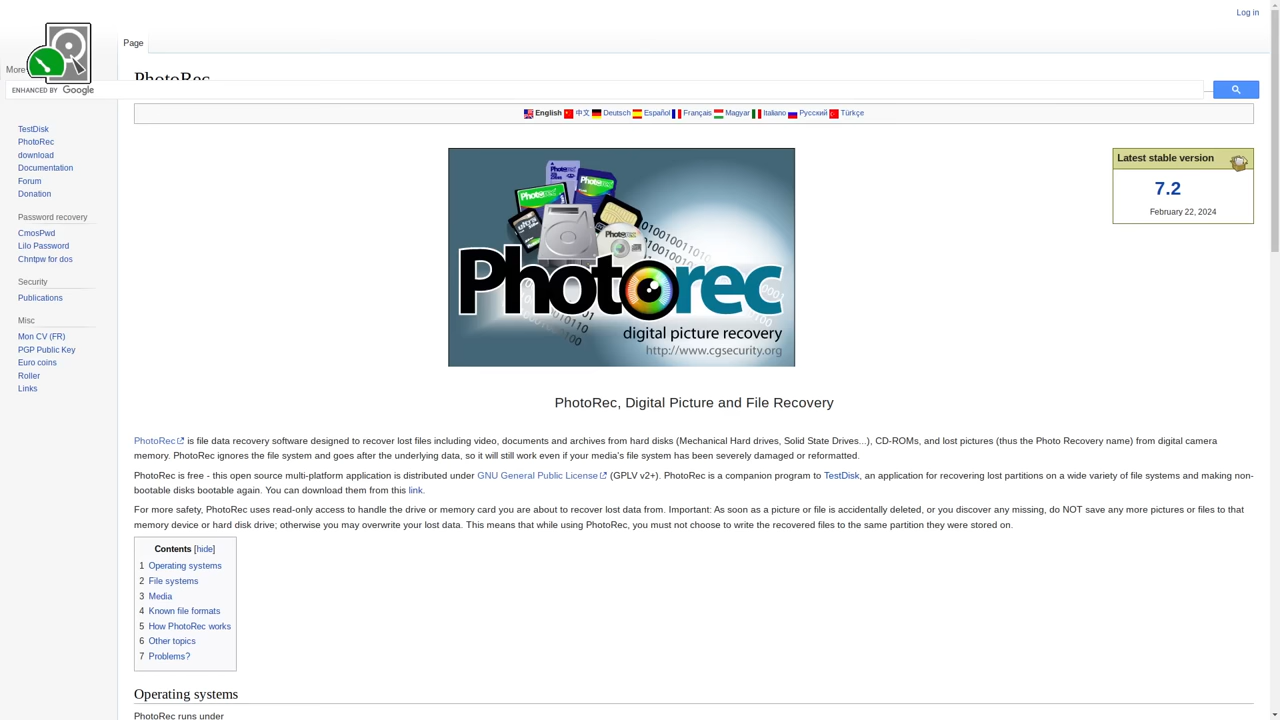 Log in
Page
More
PhotoRec
ENHANCED BY Google
English 中文 Deutsch Español Français Magyar Italiano Русский Türkçe
TestDisk
PhotoRec
download
Documentation
Forum
Donation
Password recovery
CmosPwd
Lilo Password
Chntpw for dos
Security
Publications
Misc
Mon CV (FR)
PGP Public Key
Euro coins
Roller
Links
Latest stable version
7.2
February 22, 2024
Photorec
digital picture recovery
http://www.cgsecurity.org
PhotoRec, Digital Picture and File Recovery
PhotoRec is file data recovery software designed to recover lost files including video, documents and archives from hard disks (Mechanical Hard drives, Solid State Drives...), CD-ROMs, and lost pictures (thus the Photo Recovery name) from digital camera
memory. PhotoRec ignores the file system and goes after the underlying data, so it will still work even if your media's file system has been severely damaged or reformatted.
PhotoRec is free - this open source multi-platform application is distributed under GNU General Public License (GPLV v2+). PhotoRec is a companion program to TestDisk, an application for recovering lost partitions on a wide variety of file systems and making non-
bootable disks bootable again. You can download them from this link.
For more safety, PhotoRec uses read-only access to handle the drive or memory card you are about to recover lost data from. Important: As soon as a picture or file is accidentally deleted, or you discover any missing, do NOT save any more pictures or files to that
memory device or hard disk drive; otherwise you may overwrite your lost data. This means that while using PhotoRec, you must not choose to write the recovered files to the same partition they were stored on.
Contents [hide]
1 Operating systems
2 File systems
3 Media
4 Known file formats
5 How PhotoRec works
6 Other topics
7 Problems?
Operating systems
PhotoRec runs under